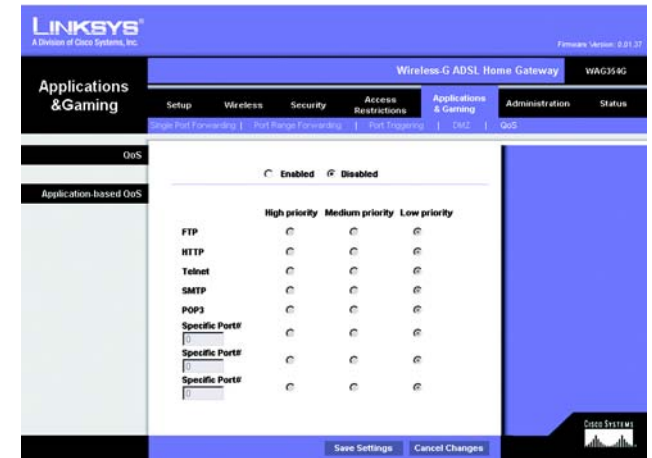 LINKSYS®
A Division of Cisco Systems, Inc.
Firmware Version: 0.01.37
Wireless-G ADSL Home Gateway WAG354G
Applications &Gaming
Setup Wireless Security Access Restrictions Applications & Gaming Administration Status
Single Port Forwarding | Port Range Forwarding | Port Triggering | DMZ | QoS
QoS
Enabled Disabled
Application-based QoS
High priority Medium priority Low priority
FTP
HTTP
Telnet
SMTP
POP3
Specific Port#
0
Specific Port#
0
Specific Port#
0
CISCO SYSTEMS
Save Settings Cancel Changes